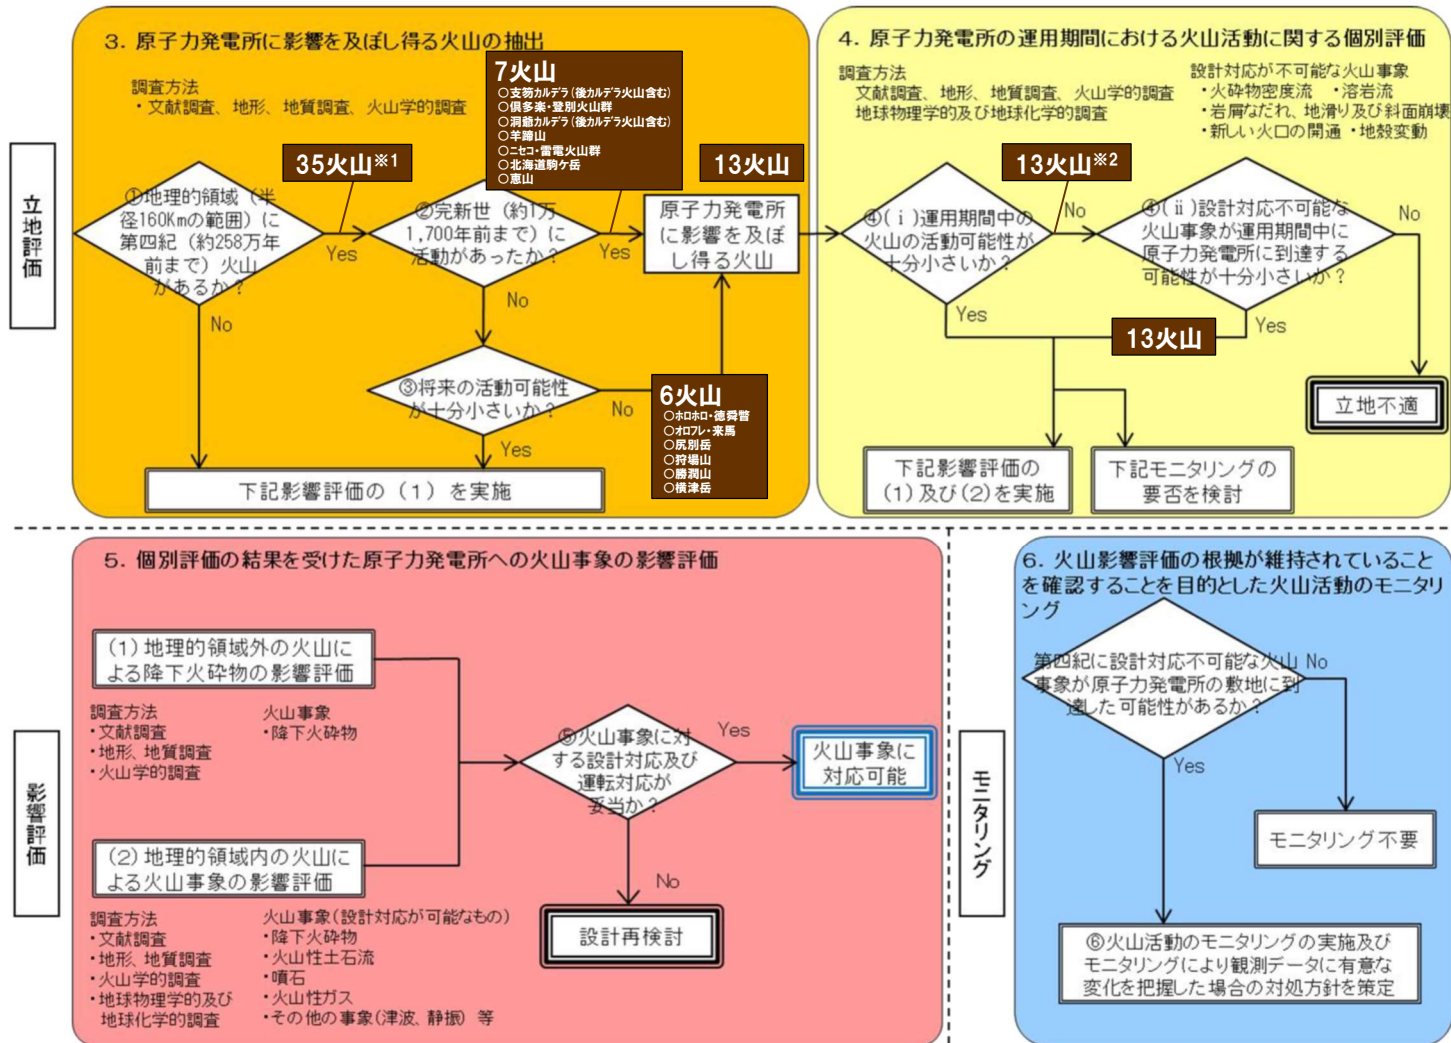 立地評価
3. 原子力発電所に影響を及ぼし得る火山の抽出
調査方法
・文献調査、地形、地質調査、火山学的調査
7火山
○支笏カルデラ(後カルデラ火山含む)
○倶多楽・登別火山群
○洞爺カルデラ(後カルデラ火山含む)
○羊蹄山
○ニセコ・雷電火山群
○北海道駒ケ岳
○恵山
35火山※1
13火山
①地理的領域（半
径160Kmの範囲）に
第四紀（約258万年
前まで）火山
があるか？
Yes
No
②完新世（約1万
1,700年前まで）に
活動があったか？
Yes
No
原子力発電所
に影響を及ぼ
し得る火山
③将来の活動可能性
が十分小さいか？
No
Yes
6火山
○ホロホロ・徳舜瞥
○オロフレ・来馬
○尻別岳
○狩場山
○勝澗山
○横津岳
下記影響評価の（1）を実施
4. 原子力発電所の運用期間における火山活動に関する個別評価
調査方法
文献調査、地形、地質調査、火山学的調査
地球物理学的及び地球化学的調査
設計対応が不可能な火山事象
・火砕物密度流 ・溶岩流
・岩屑なだれ、地滑り及び斜面崩壊
・新しい火口の開通 ・地殻変動
13火山※2
④(ⅰ)運用期間中の
火山の活動可能性が
十分小さいか？
No
Yes
④(ⅱ)設計対応不可能な
火山事象が運用期間中に
原子力発電所に到達する
可能性が十分小さいか？
No
Yes
13火山
立地不適
下記影響評価の
(1)及び(2)を実施
下記モニタリングの
要否を検討
影響評価
5. 個別評価の結果を受けた原子力発電所への火山事象の影響評価
(1)地理的領域外の火山に
よる降下火砕物の影響評価
調査方法
・文献調査
・地形、地質調査
・火山学的調査
火山事象
・降下火砕物
⑤火山事象に対
する設計対応及び
運転対応が
妥当か？
Yes
火山事象に
対応可能
No
設計再検討
(2)地理的領域内の火山に
よる火山事象の影響評価
調査方法
・文献調査
・地形、地質調査
・火山学的調査
・地球物理学的及び
地球化学的調査
火山事象(設計対応が可能なもの)
・降下火砕物
・火山性土石流
・噴石
・火山性ガス
・その他の事象(津波、静振) 等
モニタリング
6. 火山影響評価の根拠が維持されていること
を確認することを目的とした火山活動のモニタリ
ング
第四紀に設計対応不可能な火山
事象が原子力発電所の敷地に到
達した可能性があるか？
No
Yes
モニタリング不要
⑥火山活動のモニタリングの実施及び
モニタリングにより観測データに有意な
変化を把握した場合の対処方針を策定